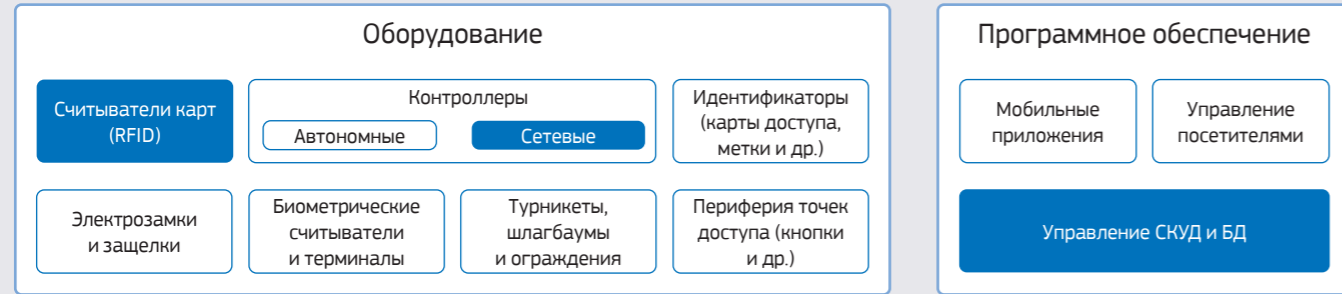 Оборудование
Считыватели карт
(RFID)
Контроллеры
Автономные
Сетевые
Идентификаторы
(карты доступа,
метки и др.)
Электрозамки
и защелки
Биометрические
считыватели
и терминалы
Турникеты,
шлагбаумы
и ограждения
Периферия точек
доступа (кнопки
и др.)
Программное обеспечение
Мобильные
приложения
Управление
посетителями
Управление СКУД и БД